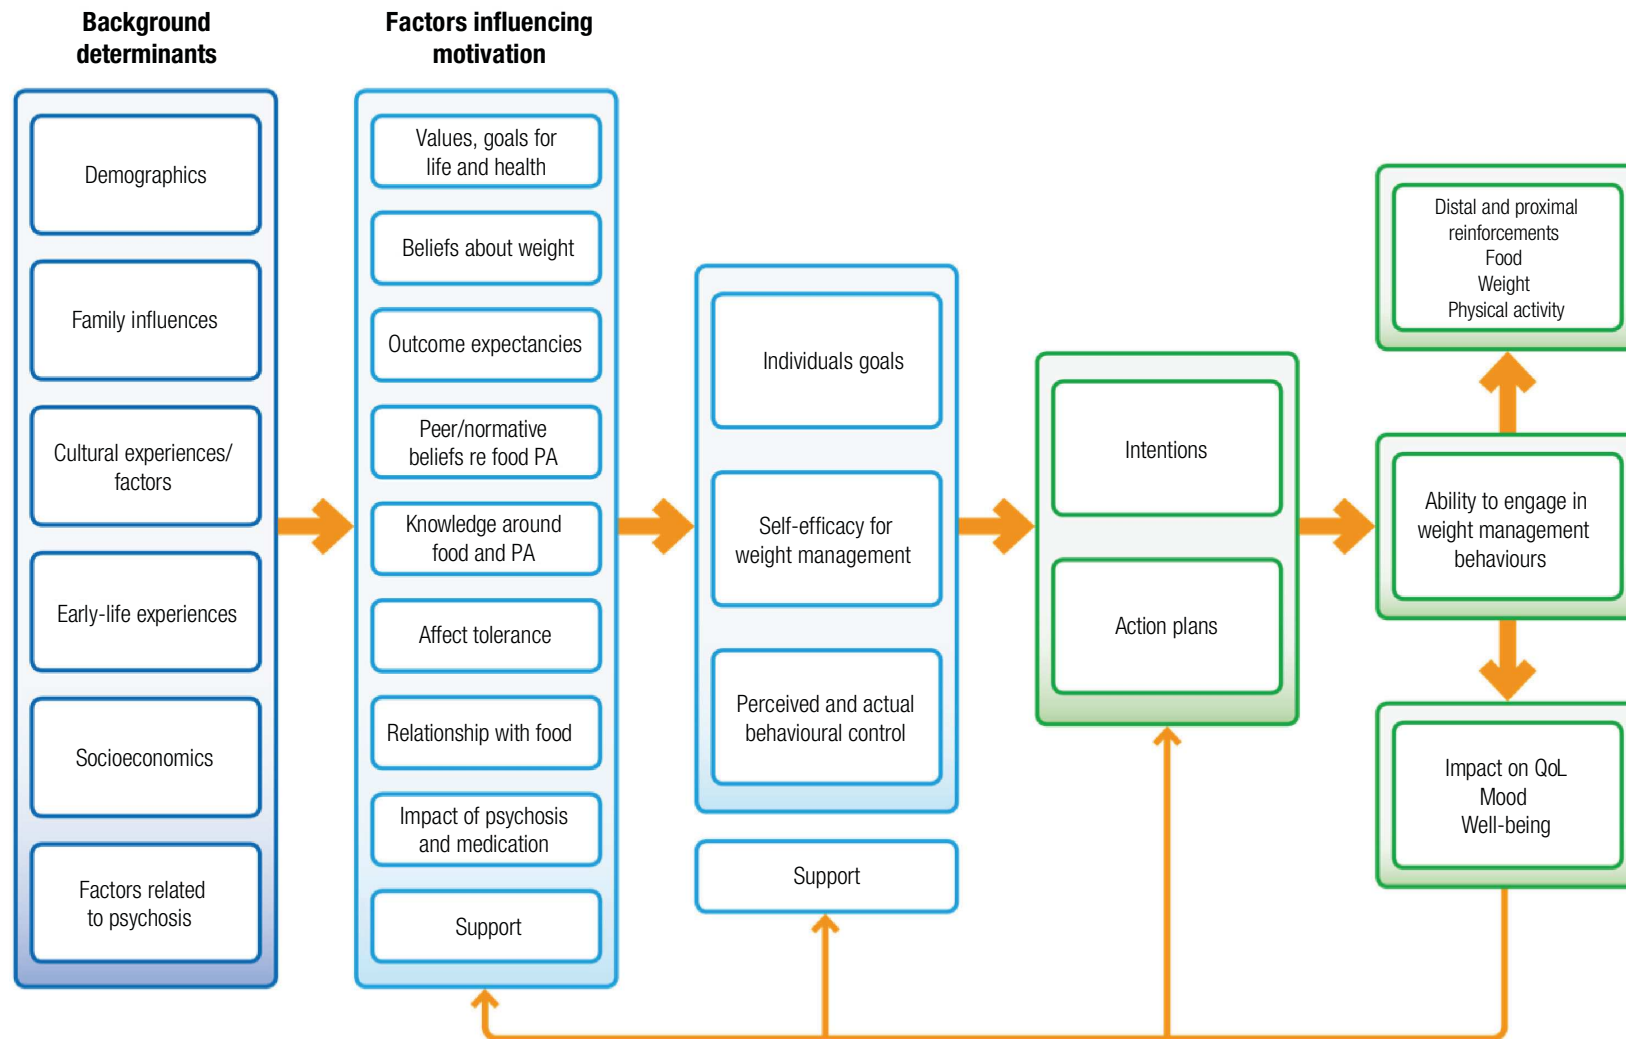 Background
determinants
Factors influencing
motivation
Demographics
Family influences
Cultural experiences/
factors
Early-life experiences
Socioeconomics
Factors related
to psychosis
Values, goals for
life and health
Beliefs about weight
Outcome expectancies
Peer/normative
beliefs re food PA
Knowledge around
food and PA
Affect tolerance
Relationship with food
Impact of psychosis
and medication
Support
Individuals goals
Self-efficacy for
weight management
Perceived and actual
behavioural control
Support
Intentions
Action plans
Distal and proximal
reinforcements
Food
Weight
Physical activity
Ability to engage in
weight management
behaviours
Impact on QoL
Mood
Well-being